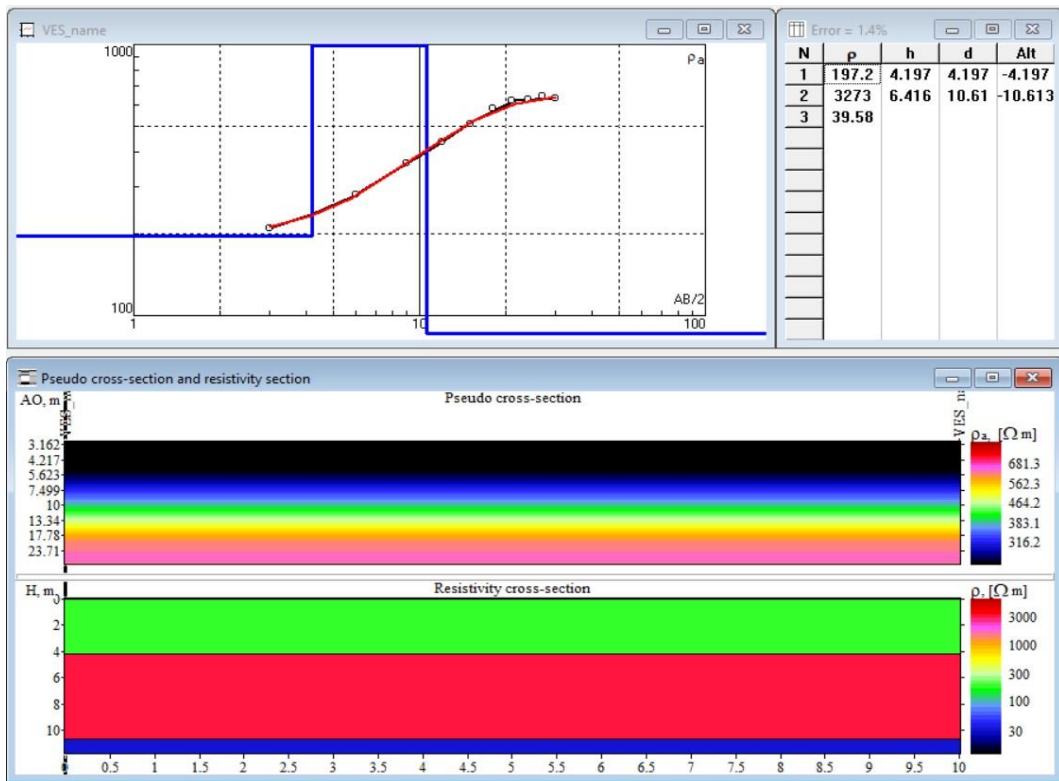 VES_name
1000
ρa
100
AB/2
1
10
100
Error = 1.4%
N ρ h d Alt
1 197.2 4.197 4.197 -4.197
2 3273 6.416 10.61 -10.613
3 39.58
Pseudo cross-section and resistivity section
AO, m
Pseudo cross-section
3.162
4.217
5.623
7.499
10
13.34
17.78
23.71
ρa, [Ω m]
681.3
562.3
464.2
383.1
316.2
H, m
Resistivity cross-section
0
2
4
6
8
10
ρ, [Ω m]
3000
1000
300
100
30
0 0.5 1 1.5 2 2.5 3 3.5 4 4.5 5 5.5 6 6.5 7 7.5 8 8.5 9 9.5 10